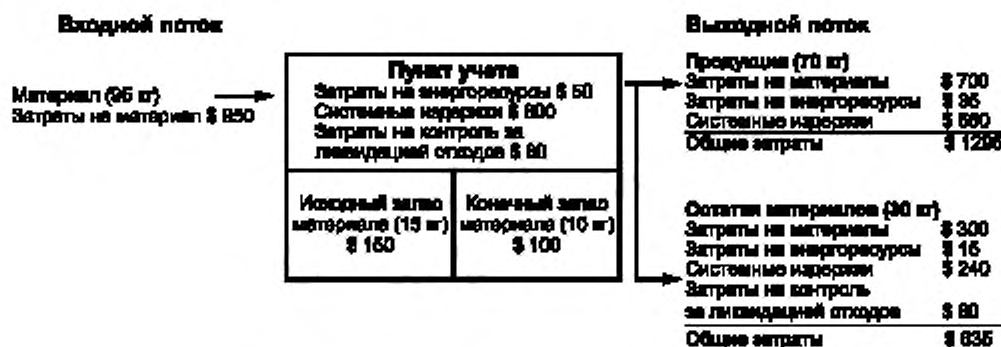 Входной поток
Материал (95 кг)
Затраты на материал $ 950
Пункт учета
Затраты на энергоресурсы $ 50
Системные издержки $ 800
Затраты на контроль за
ликвидацией отходов $ 80
Исходный запас
материала (15 кг)
$ 150
Конечный запас
материала (10 кг)
$ 100
Выходной поток
Продукция (70 кг)
Затраты на материалы $ 700
Затраты на энергоресурсы $ 35
Системные издержки $ 560
Общие затраты $ 1295
Остатки материалов (30 кг)
Затраты на материалы $ 300
Затраты на энергоресурсы $ 15
Системные издержки $ 240
Затраты на контроль
за ликвидацией отходов $ 80
Общие затраты $ 635